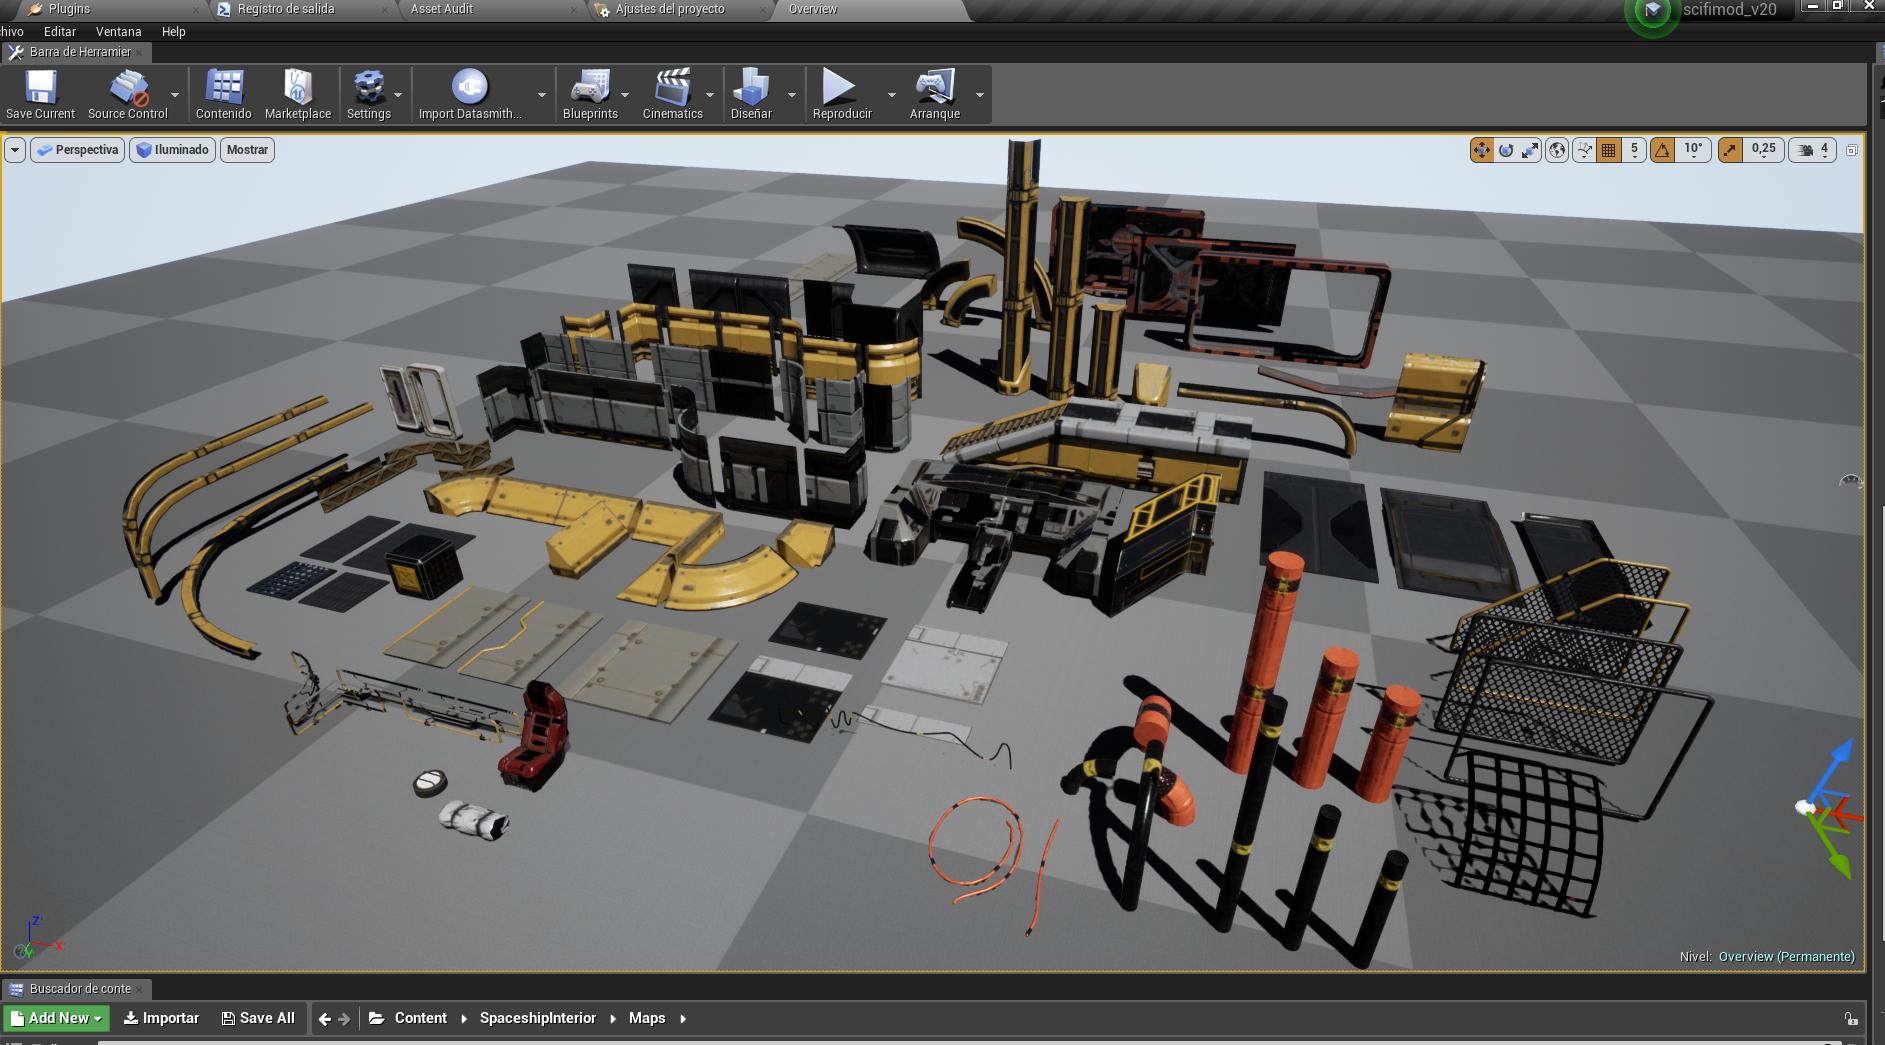 Plugins
Registro de salida
Asset Audit
Ajustes del proyecto
Overview
scifimod_v20
hivo
Editar
Ventana
Help
Barra de Herramier
Save Current
Source Control
Contenido
Marketplace
Settings
Import Datasmith...
Blueprints
Cinematics
Diseñar
Reproducir
Arranque
Perspectiva
Iluminado
Mostrar
5
10°
0,25
4
Z
X
Y
Nivel: Overview (Permanente)
Buscador de conte
Add New
Importar
Save All
Content
SpaceshipInterior
Maps